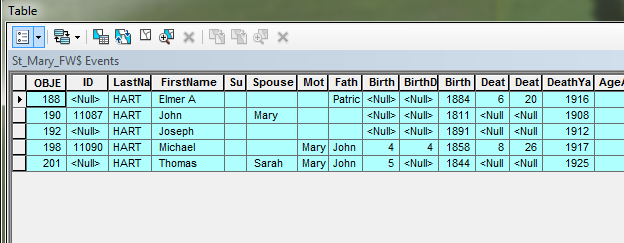 Table
St_Mary_FW$ Events
OBJE ID LastNa FirstName Su Spouse Mot Fath Birth BirthD Birth Deat Deat DeathYa AgeA
188 <Null> HART Elmer A Patric <Null> <Null> 1884 6 20 1916
190 11087 HART John Mary <Null> <Null> 1811 <Null <Null 1908
192 <Null> HART Joseph <Null> <Null> 1891 <Null <Null 1912
198 11090 HART Michael Mary John 4 4 1858 8 26 1917
201 <Null> HART Thomas Sarah Mary John 5 <Null> 1844 <Null <Null 1925